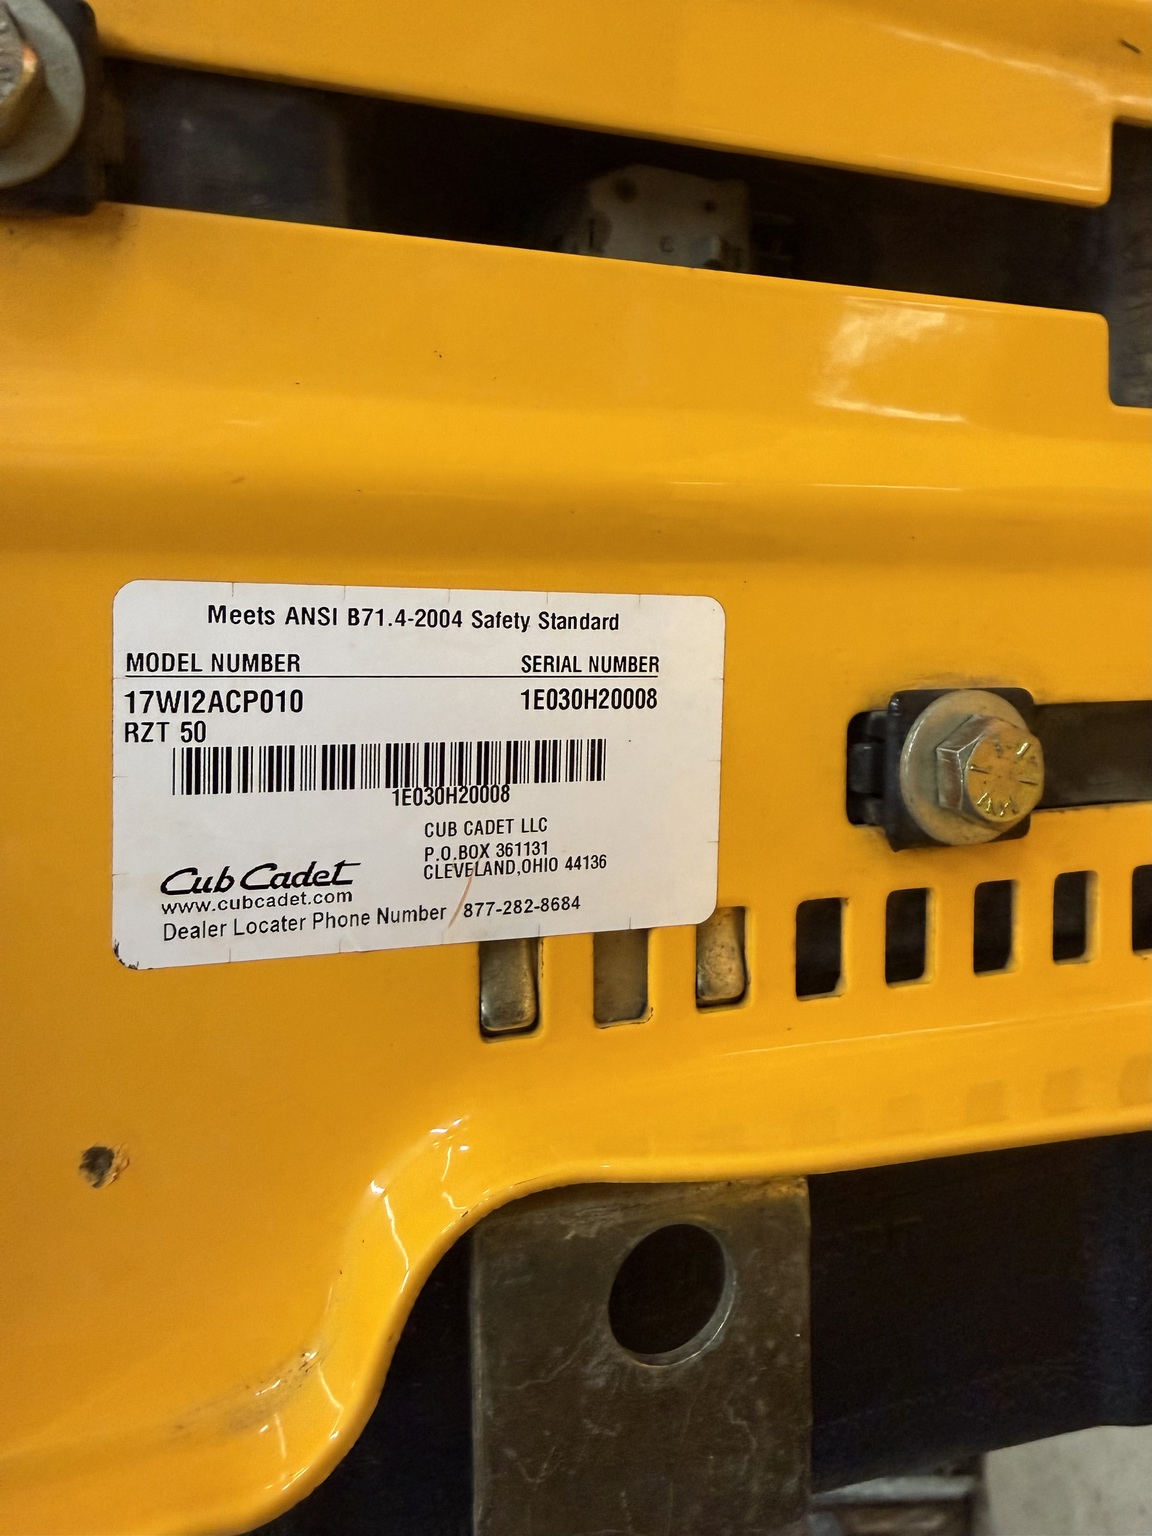 Meets ANSI B71.4-2004 Safety Standard
MODEL NUMBER SERIAL NUMBER
17WI2ACP010 1E030H20008
RZT 50
1E030H20008
CUB CADET LLC
P.O.BOX 361131
CLEVELAND,OHIO 44136
Cub Cadet
www.cubcadet.com
Dealer Locater Phone Number 877-282-8684